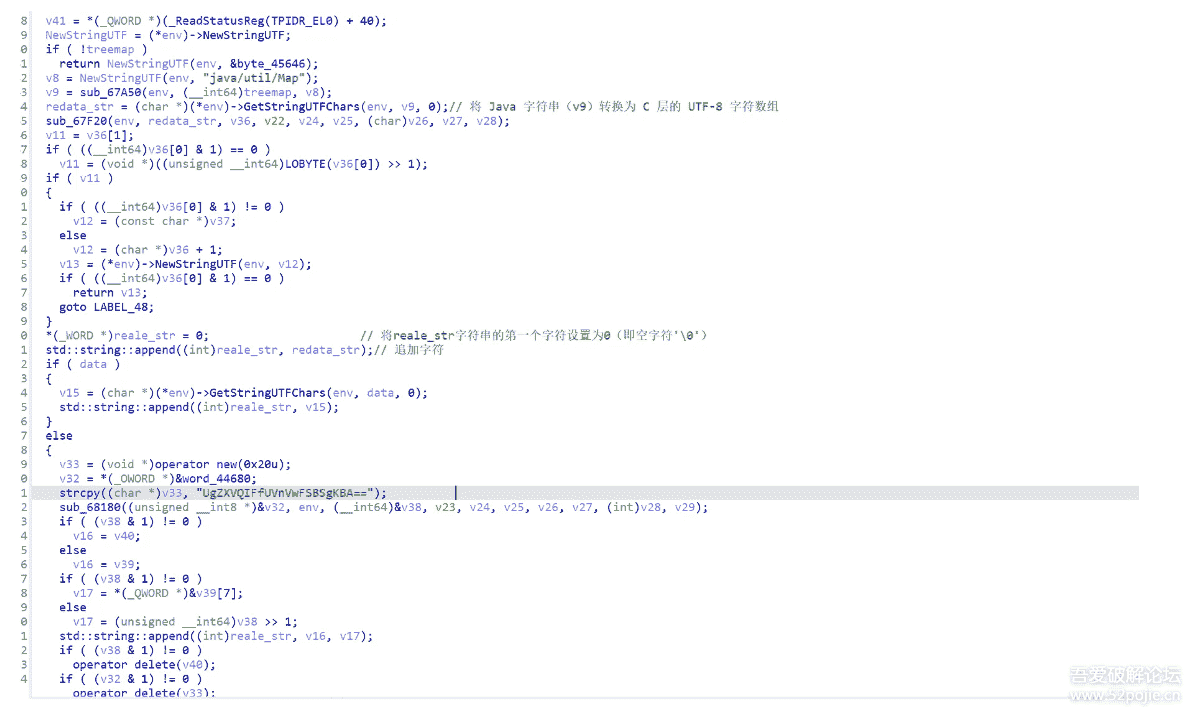 8 v41 = *(_QWORD *)(_ReadStatusReg(TPIDR_EL0) + 40);
9 NewStringUTF = (*env)->NewStringUTF;
0 if ( !treemap )
1 return NewStringUTF(env, &byte_45646);
2 v8 = NewStringUTF(env, "java/util/Map");
3 v9 = sub_67A50(env, (__int64)treemap, v8);
4 redata_str = (char *)(*env)->GetStringUTFChars(env, v9, 0);// 将 Java 字符串（v9）转换为 C 层的 UTF-8 字符数组
5 sub_67F20(env, redata_str, v36, v22, v24, v25, (char)v26, v27, v28);
6 v11 = v36[1];
7 if ( ((__int64)v36[0] & 1) == 0 )
8 v11 = (void *)((unsigned __int64)LOBYTE(v36[0]) >> 1);
9 if ( v11 )
0 {
1 if ( ((__int64)v36[0] & 1) != 0 )
2 v12 = (const char *)v37;
3 else
4 v12 = (char *)v36 + 1;
5 v13 = (*env)->NewStringUTF(env, v12);
6 if ( ((__int64)v36[0] & 1) == 0 )
7 return v13;
8 goto LABEL_48;
9 }
0 *(_WORD *)reale_str = 0; // 将reale_str字符串的第一个字符设置为0（即空字符'\0'）
1 std::string::append((int)reale_str, redata_str);// 追加字符
2 if ( data )
3 {
4 v15 = (char *)(*env)->GetStringUTFChars(env, data, 0);
5 std::string::append((int)reale_str, v15);
6 }
7 else
8 {
9 v33 = (void *)operator new(0x20u);
0 v32 = *(_OWORD *)&word_44680;
1 strcpy((char *)v33, "UgZXVQIFfUVnVwFSBSgKBA==");
2 sub_68180((unsigned __int8 *)&v32, env, (__int64)&v38, v23, v24, v25, v26, v27, (int)v28, v29);
3 if ( (v38 & 1) != 0 )
4 v16 = v40;
5 else
6 v16 = v39;
7 if ( (v38 & 1) != 0 )
8 v17 = *(_QWORD *)&v39[7];
9 else
0 v17 = (unsigned __int64)v38 >> 1;
1 std::string::append((int)reale_str, v16, v17);
2 if ( (v38 & 1) != 0 )
3 operator delete(v40);
4 if ( (v32 & 1) != 0 )
operator delete(v33);
吾爱破解论坛
www.52pojie.cn